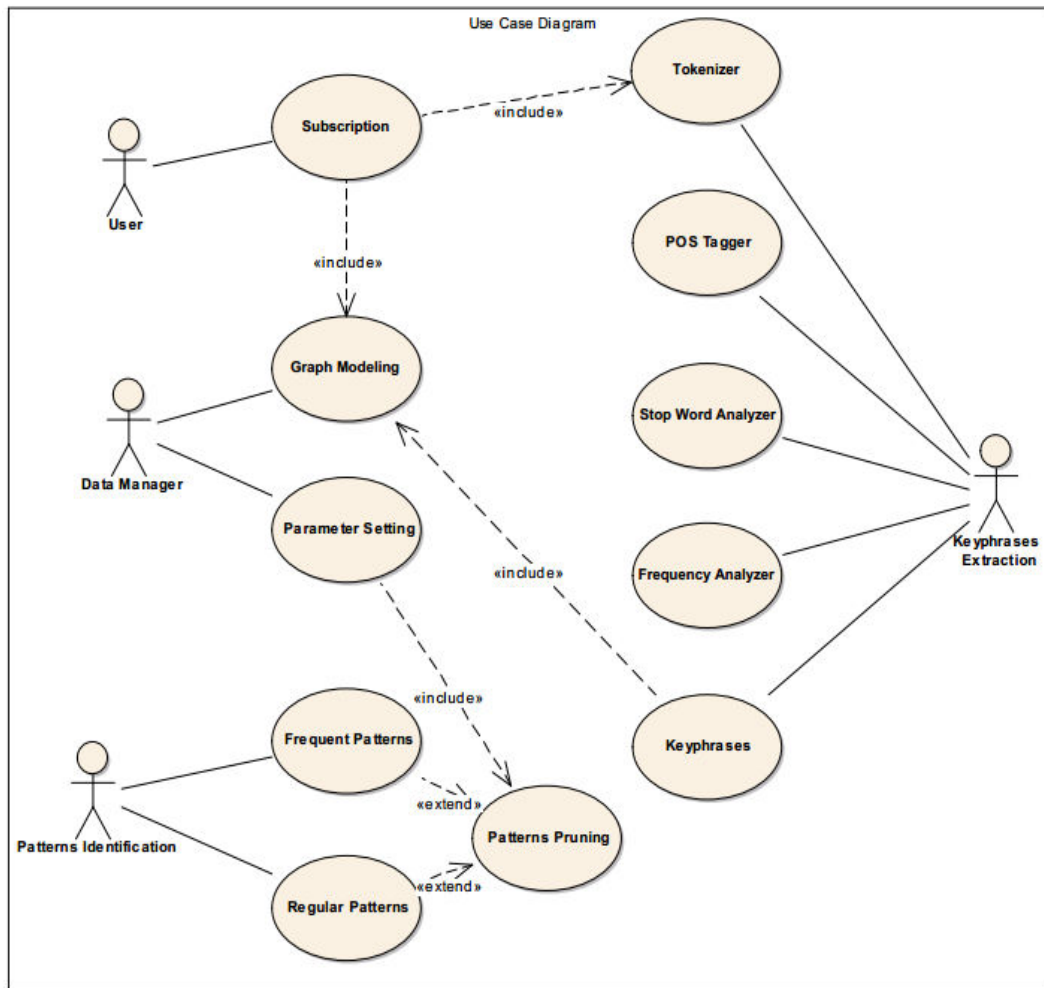 Use Case Diagram
Tokenizer
Subscription
«include»
User
POS Tagger
«include»
Graph Modeling
Stop Word Analyzer
Data Manager
Parameter Setting
Keyphrases
Extraction
«include»
Frequency Analyzer
«include»
Frequent Patterns
Keyphrases
«extend»
Patterns Pruning
Patterns Identification
«extend»
Regular Patterns